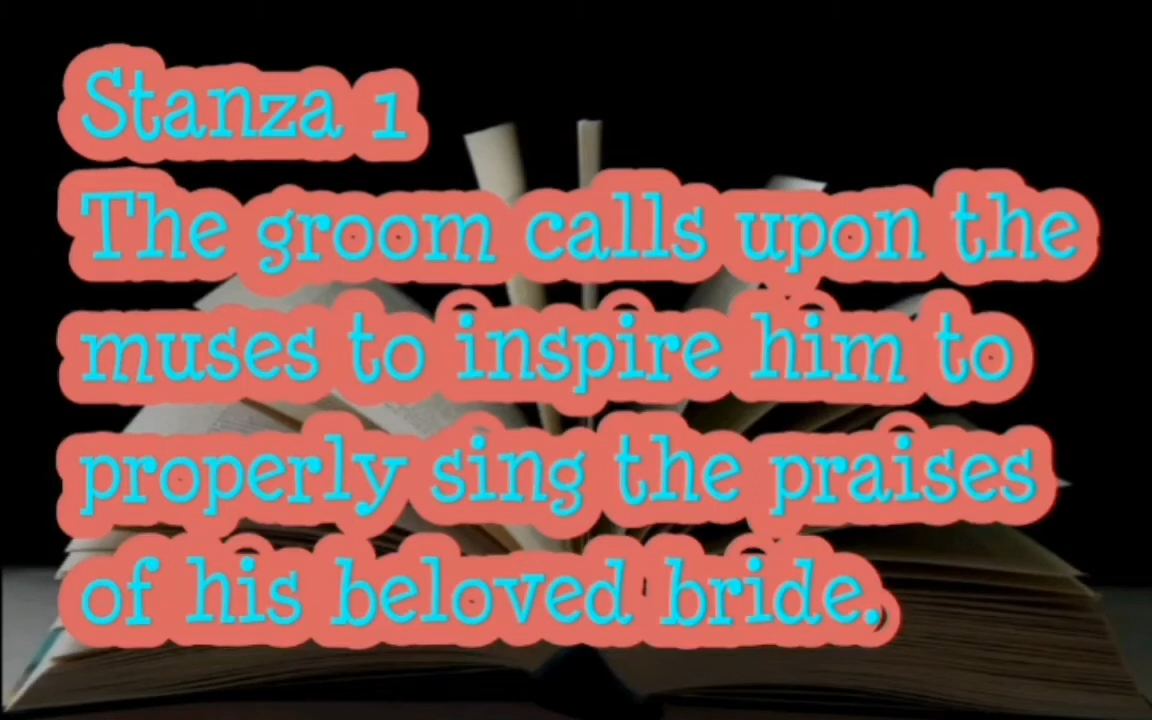 Stanza 1
The groom calls upon the
muses to inspire him to
properly sing the praises
of his beloved bride.